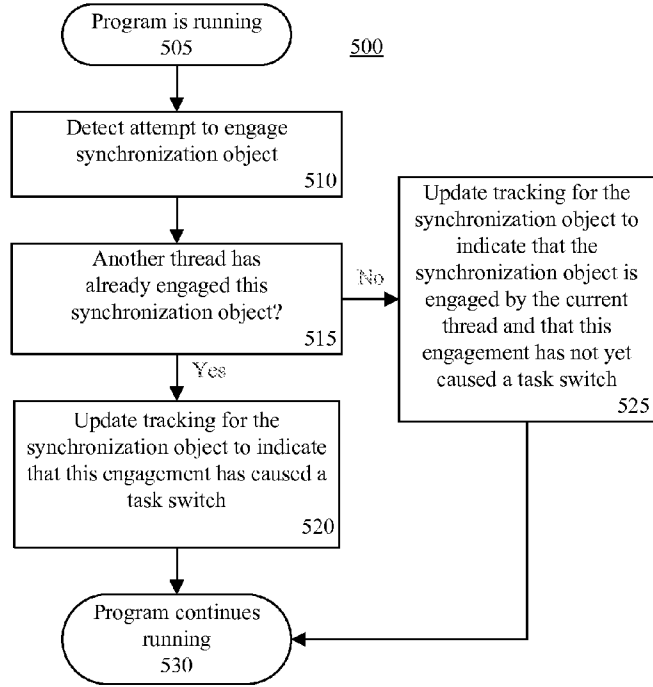 Program is running
505
500
Detect attempt to engage
synchronization object
510
Another thread has
already engaged this
synchronization object?
515
No
Yes
Update tracking for the
synchronization object to
indicate that the
synchronization object is
engaged by the current
thread and that this
engagement has not yet
caused a task switch
525
Update tracking for the
synchronization object to indicate
that this engagement has caused a
task switch
520
Program continues
running
530